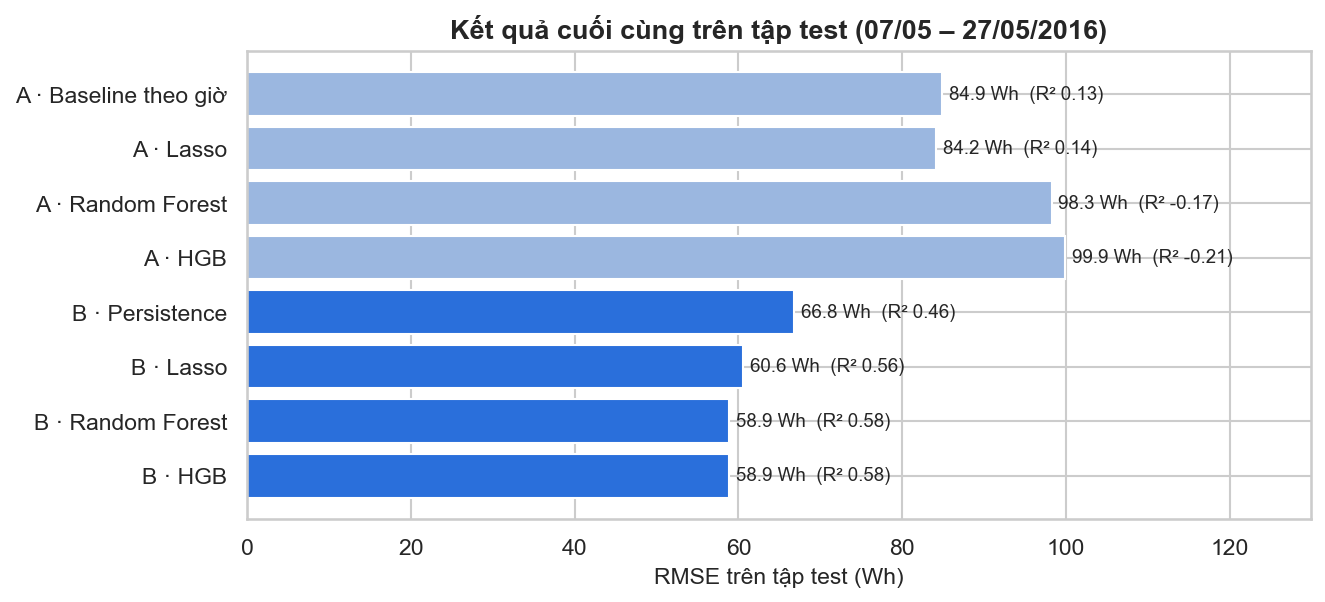 Kết quả cuối cùng trên tập test (07/05 – 27/05/2016)
A · Baseline theo giờ
84.9 Wh (R² 0.13)
A · Lasso
84.2 Wh (R² 0.14)
A · Random Forest
98.3 Wh (R² -0.17)
A · HGB
99.9 Wh (R² -0.21)
B · Persistence
66.8 Wh (R² 0.46)
B · Lasso
60.6 Wh (R² 0.56)
B · Random Forest
58.9 Wh (R² 0.58)
B · HGB
58.9 Wh (R² 0.58)
0 20 40 60 80 100 120
RMSE trên tập test (Wh)